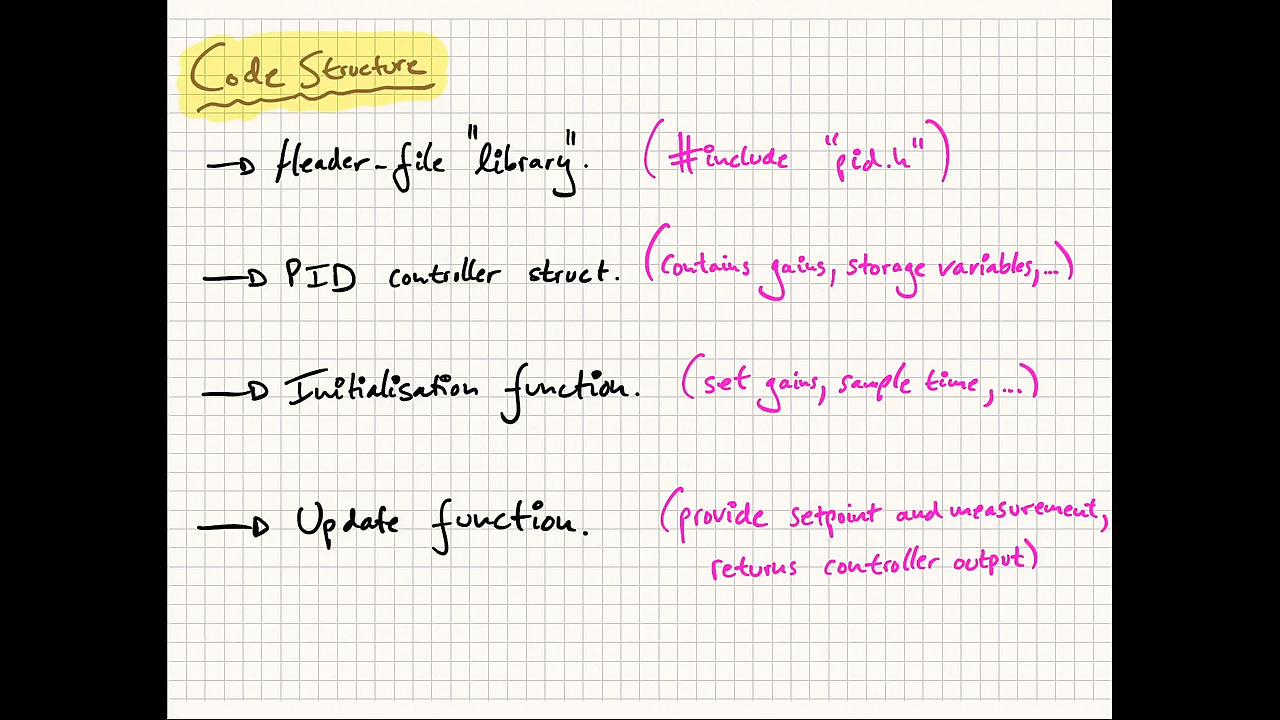 Code Structure
→ Header-file "library". (#include "pid.h")
→ PID controller struct. (contains gains, storage variables,...)
→ Initialisation function. (set gains, sample time,...)
→ Update function. (provide setpoint and measurement,
returns controller output)